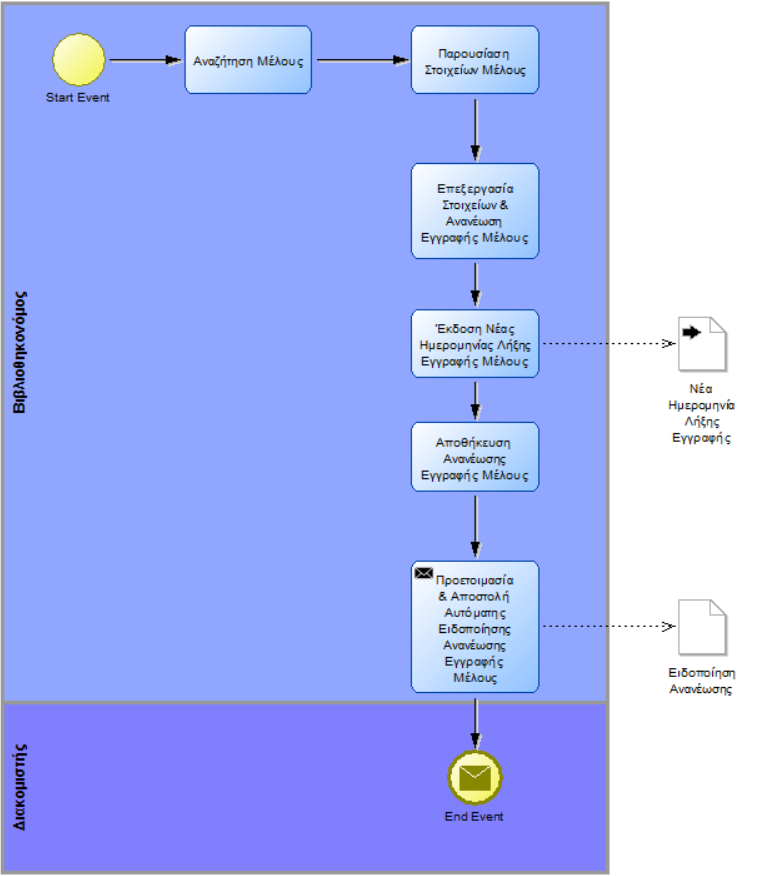 Αναζήτηση Μέλους
Παρουσίαση
Στοιχείων Μέλους
Start Event
Επεξεργασία
Στοιχείων &
Ανανέωση
Εγγραφής Μέλους
Βιβλιοθηκονόμος
Έκδοση Νέας
Ημερομηνίας Λήξης
Εγγραφής Μέλους
Νέα
Ημερομηνία
Λήξης
Εγγραφής
Αποθήκευση
Ανανέωσης
Εγγραφής Μέλους
Προετοιμασία
& Αποστολή
Αυτόματης
Ειδοποίησης
Ανανέωσης
Εγγραφής
Μέλους
Ειδοποίηση
Ανανέωσης
Διακομιστής
End Event